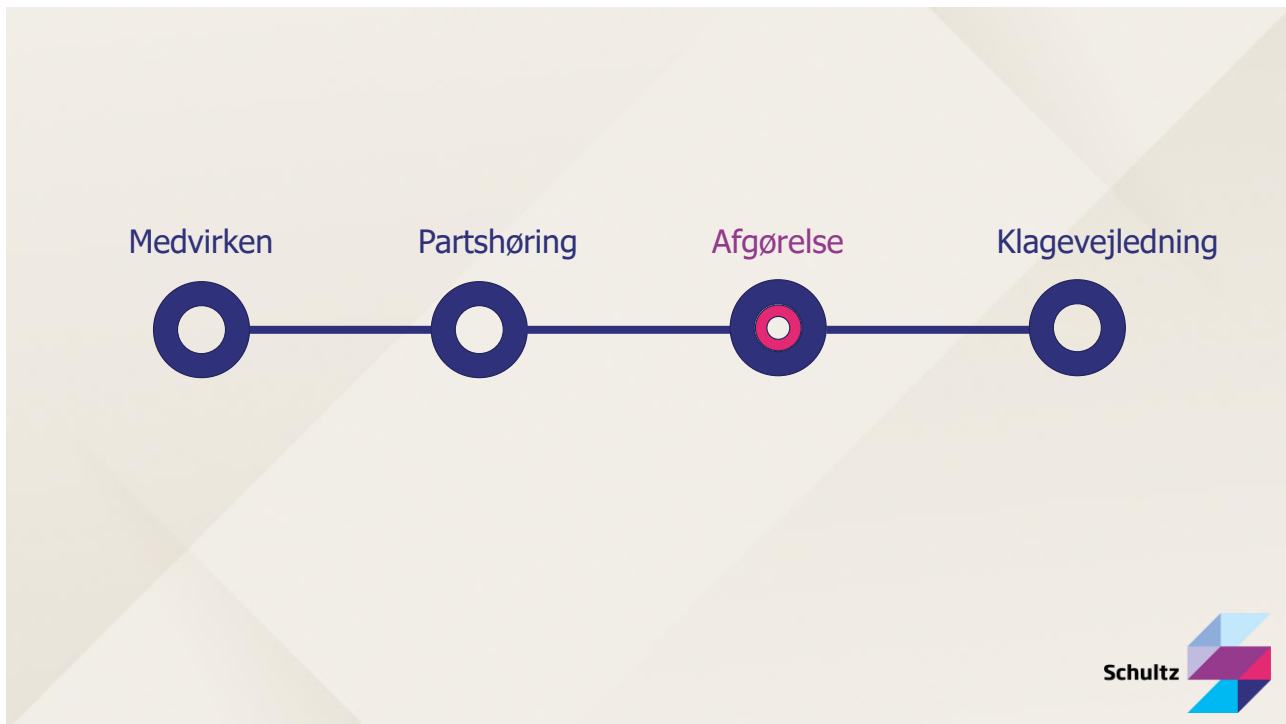 Medvirken
Partshøring
Afgørelse
Klagevejledning
Schultz